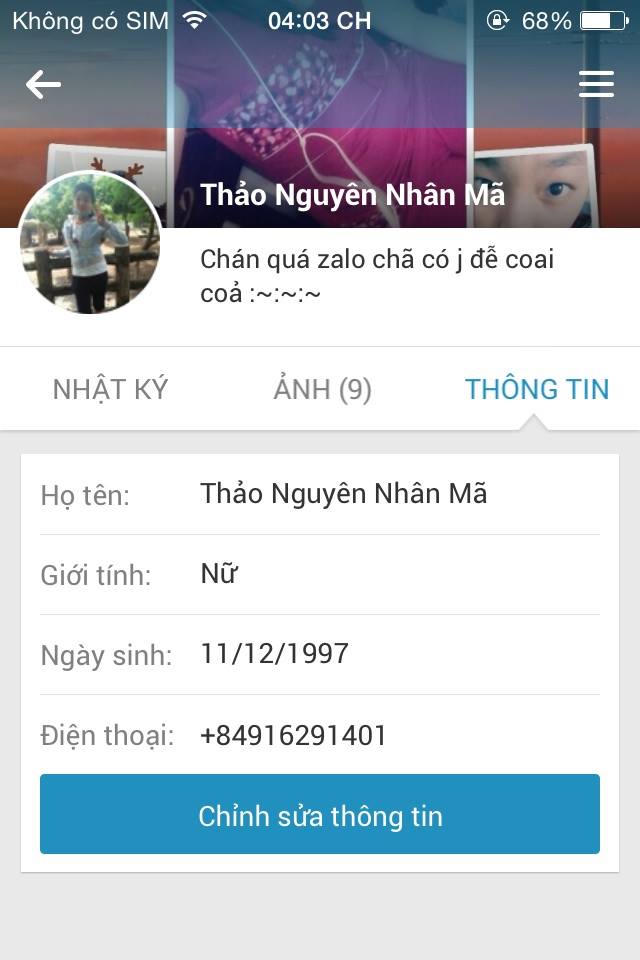 Không có SIM 04:03 CH 68%
Thảo Nguyên Nhân Mã
Chán quá zalo chã có j đễ coai
coả :~:~:~
NHẬT KÝ ẢNH (9) THÔNG TIN
Họ tên: Thảo Nguyên Nhân Mã
Giới tính: Nữ
Ngày sinh: 11/12/1997
Điện thoại: +84916291401
Chỉnh sửa thông tin